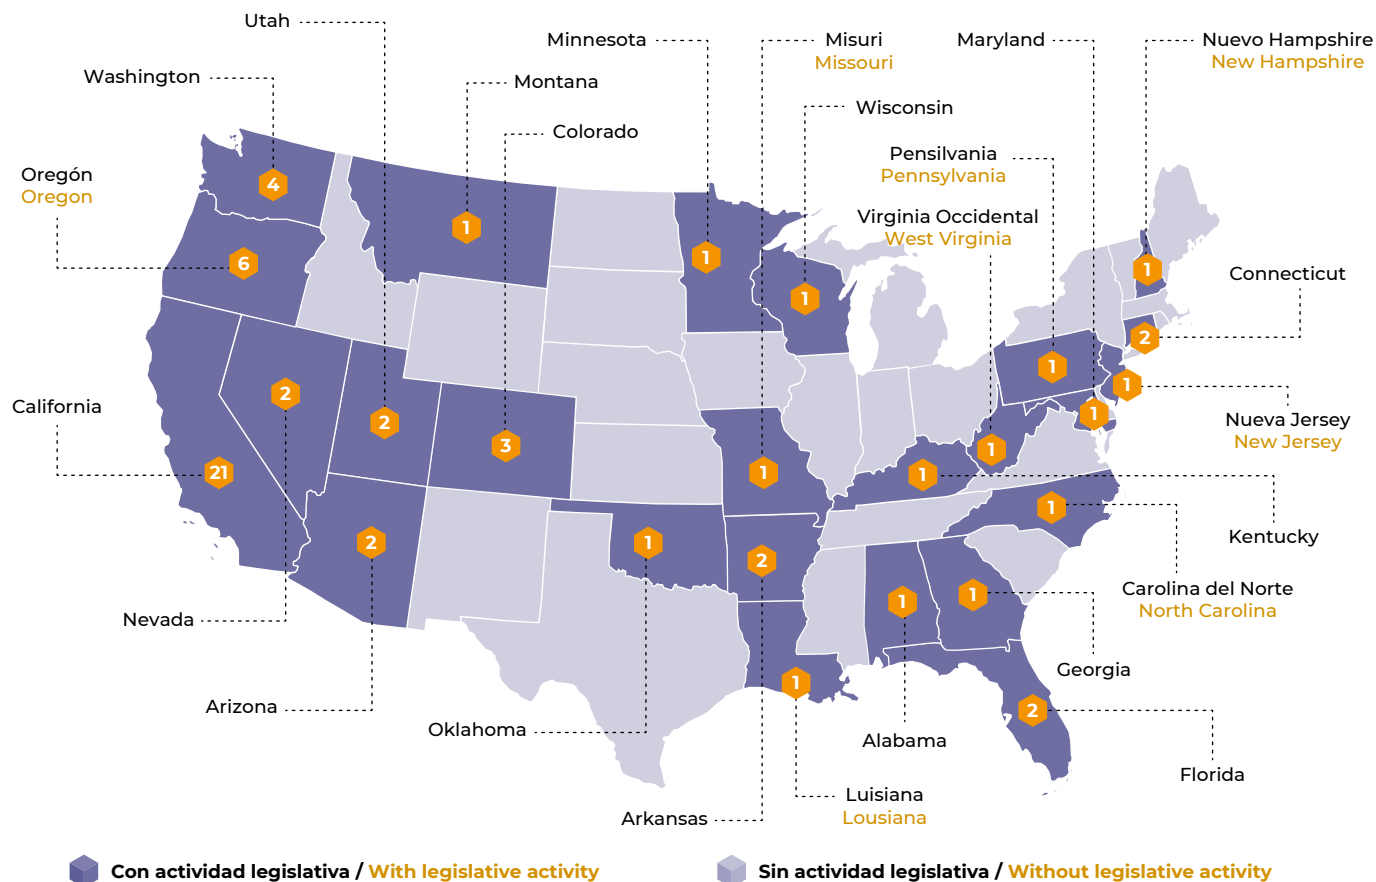 Utah
Minnesota
Misuri
Missouri
Maryland
Nuevo Hampshire
New Hampshire
Washington
Montana
Wisconsin
Colorado
Pensilvania
Pennsylvania
Oregón
Oregon
4
Virginia Occidental
West Virginia
1
6
1
1
1
Connecticut
1
2
California
2
2
3
1
1
1
Nueva Jersey
New Jersey
21
1
1
1
1
Kentucky
2
1
2
Carolina del Norte
North Carolina
Nevada
1
1
Georgia
Arizona
Oklahoma
1
2
Alabama
Florida
Luisiana
Lousiana
Arkansas
Con actividad legislativa / With legislative activity
Sin actividad legislativa / Without legislative activity